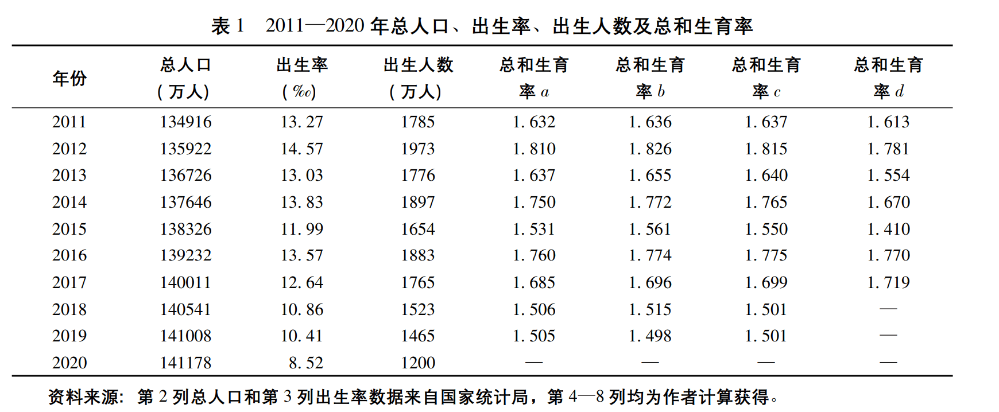 表 1 2011—2020 年总人口、出生率、出生人数及总和生育率
年份 总人口(万人) 出生率(‰) 出生人数(万人) 总和生育率 a 总和生育率 b 总和生育率 c 总和生育率 d
2011 134916 13.27 1785 1.632 1.636 1.637 1.613
2012 135922 14.57 1973 1.810 1.826 1.815 1.781
2013 136726 13.03 1776 1.637 1.655 1.640 1.554
2014 137646 13.83 1897 1.750 1.772 1.765 1.670
2015 138326 11.99 1654 1.531 1.561 1.550 1.410
2016 139232 13.57 1883 1.760 1.774 1.775 1.770
2017 140011 12.64 1765 1.685 1.696 1.699 1.719
2018 140541 10.86 1523 1.506 1.515 1.501 —
2019 141008 10.41 1465 1.505 1.498 1.501 —
2020 141178 8.52 1200 — — — —
资料来源: 第 2 列总人口和第 3 列出生率数据来自国家统计局，第 4—8 列均为作者计算获得。